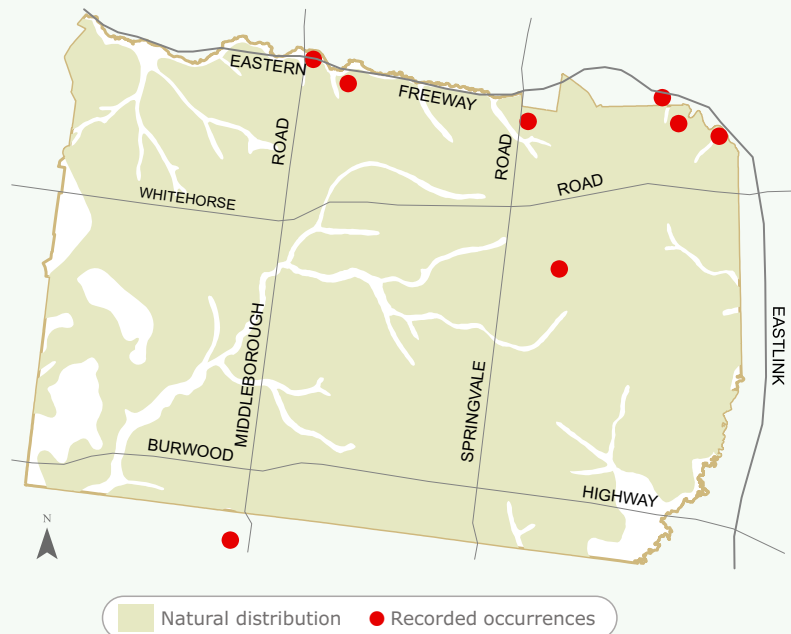 EASTERN
FREEWAY
ROAD
ROAD
WHITEHORSE
ROAD
MIDDLEBOROUGH
SPRINGVALE
EASTLINK
BURWOOD
HIGHWAY
N
Natural distribution
Recorded occurrences